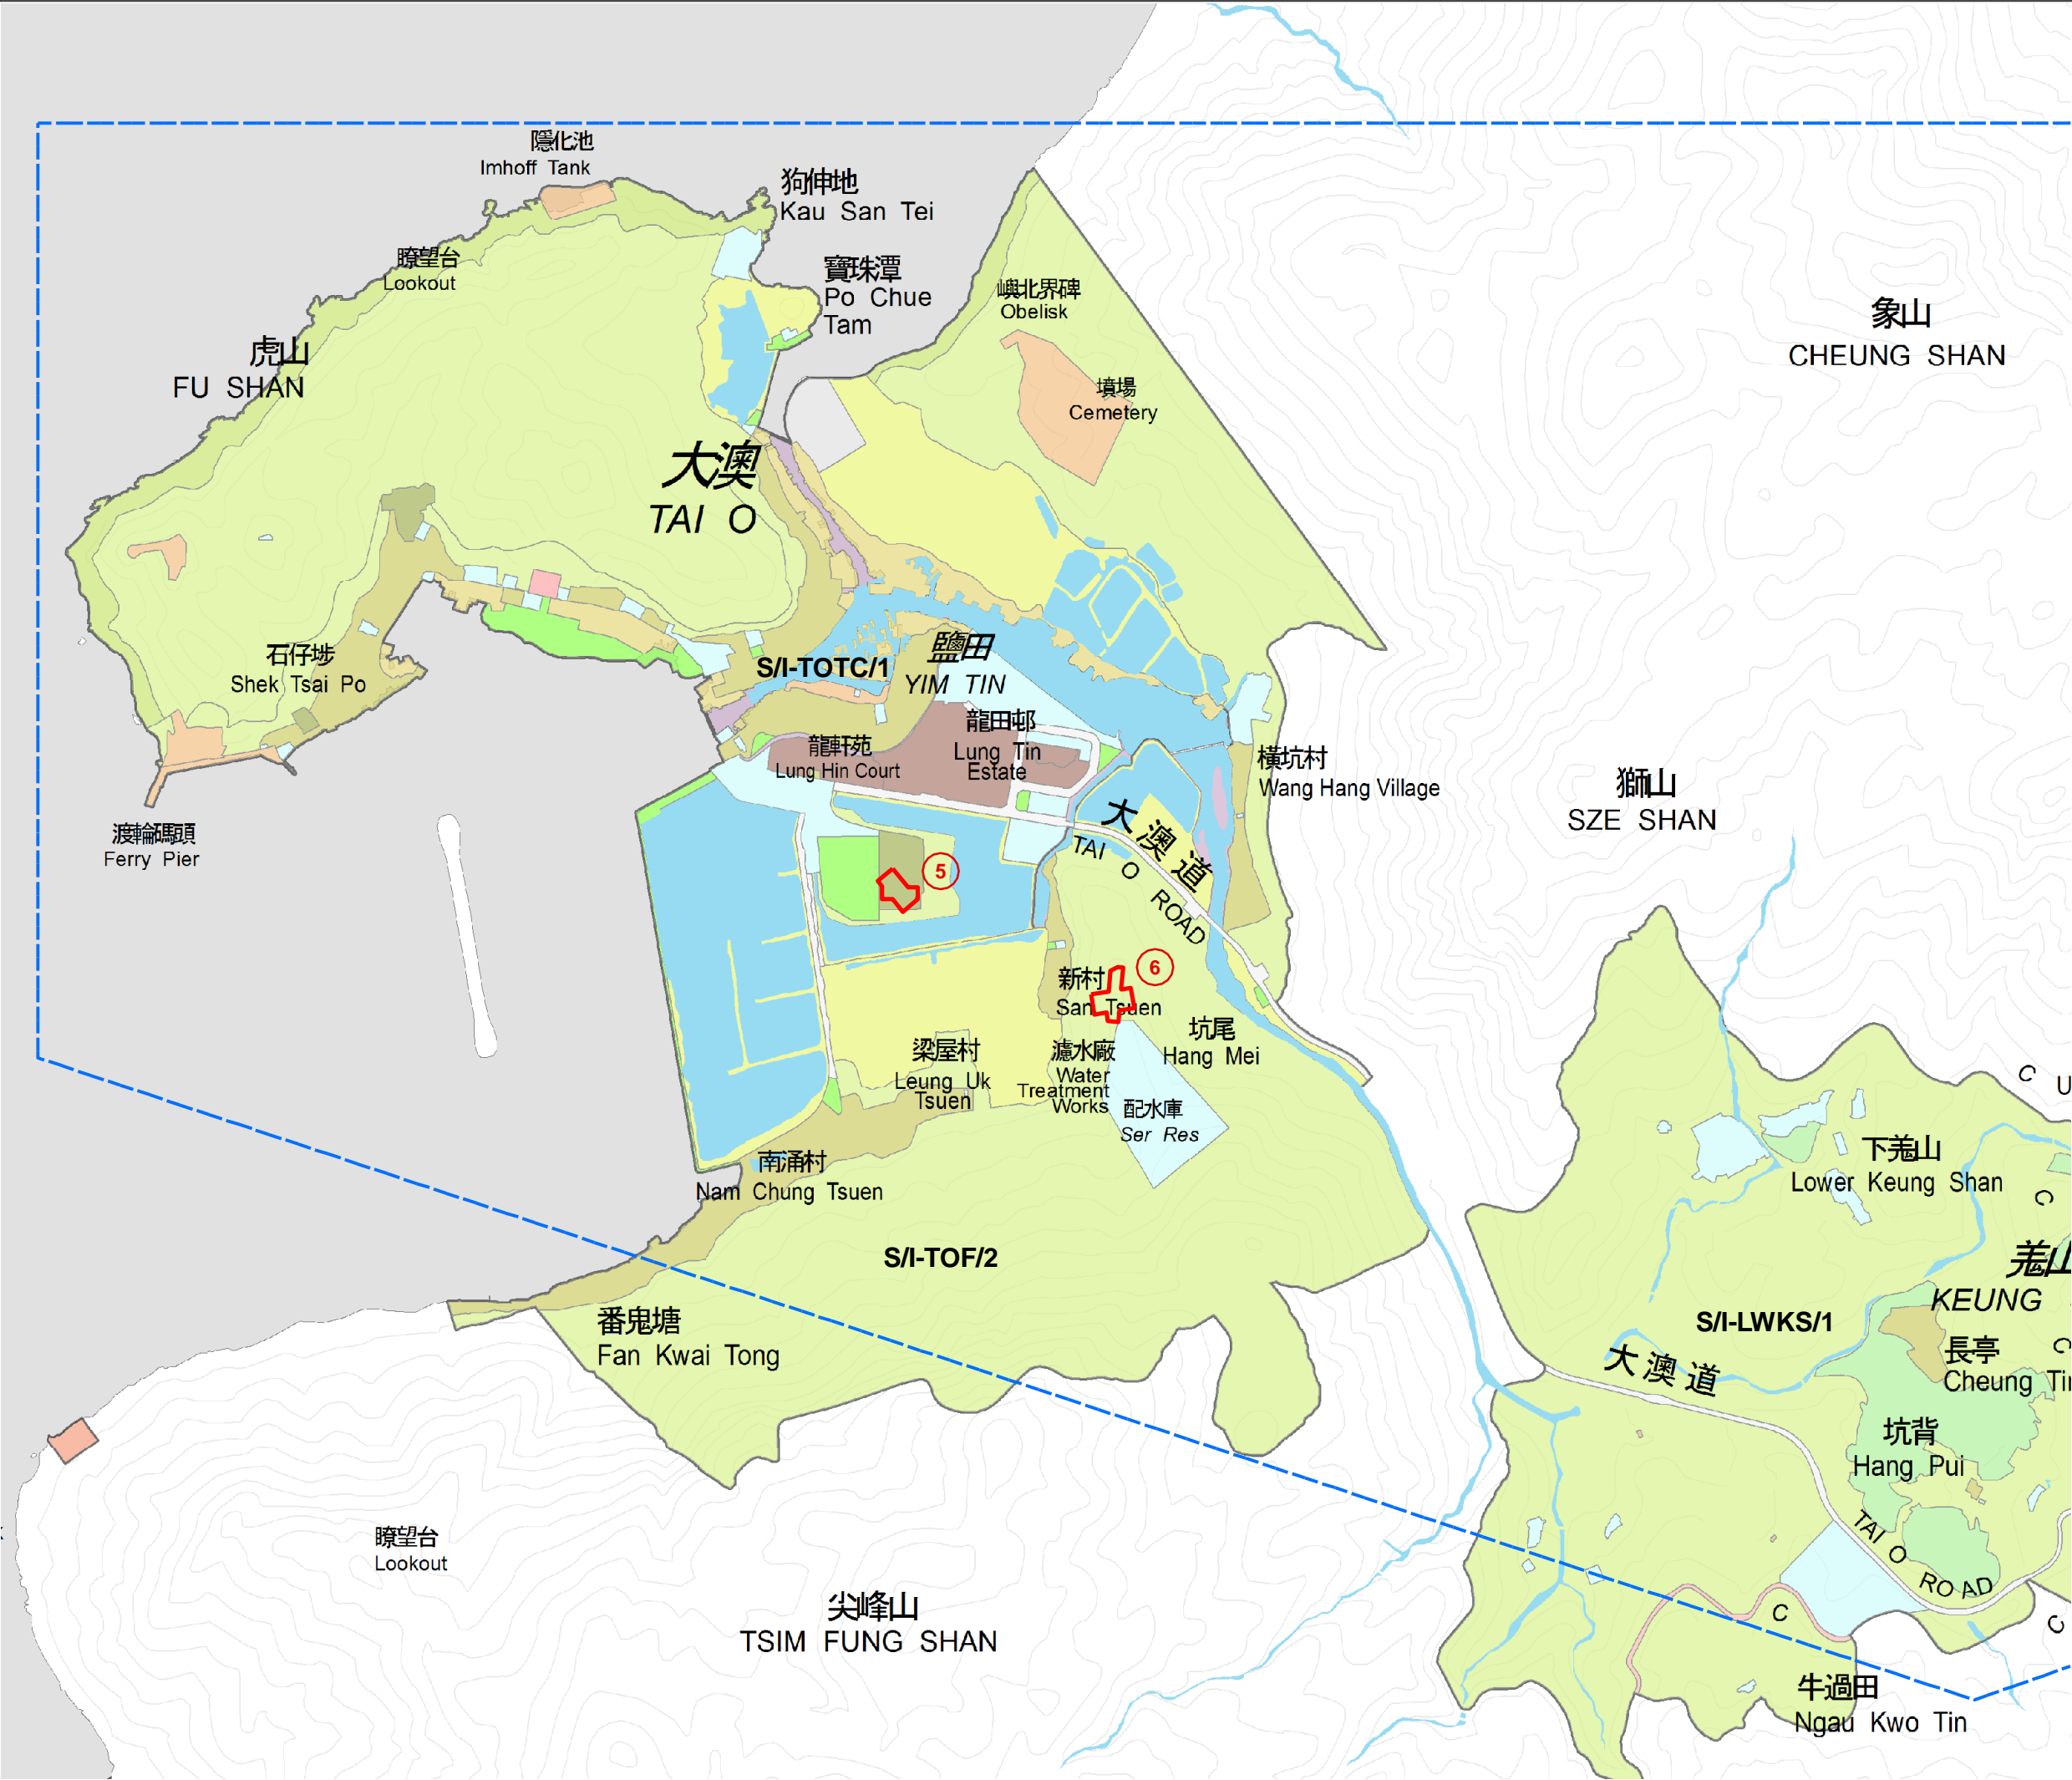 隱化池
Imhoff Tank
狗伸地
Kau San Tei
瞭望台
Lookout
寶珠潭
Po Chue
Tam
嶼北界碑
Obelisk
象山
CHEUNG SHAN
虎山
FU SHAN
墳場
Cemetery
大澳
TAI O
石仔埗
Shek Tsai Po
S/I-TOTC/1
鹽田
YIM TIN
龍田邨
Lung Tin
Estate
龍軒苑
Lung Hin Court
橫坑村
Wang Hang Village
獅山
SZE SHAN
渡輪碼頭
Ferry Pier
大澳道
TAI O ROAD
5
6
新村
San Tsuen
坑尾
Hang Mei
梁屋村
Leung Uk
Tsuen
濾水廠
Water
Treatment
Works
配水庫
Ser Res
南涌村
Nam Chung Tsuen
S/I-TOF/2
番鬼塘
Fan Kwai Tong
C U
下羗山
Lower Keung Shan
C
羗山
KEUNG
S/I-LWKS/1
大澳道
長亭
Cheung Tin
C
坑背
Hang Pui
TAI O ROAD
C
C
瞭望台
Lookout
尖峰山
TSIM FUNG SHAN
牛過田
Ngau Kwo Tin